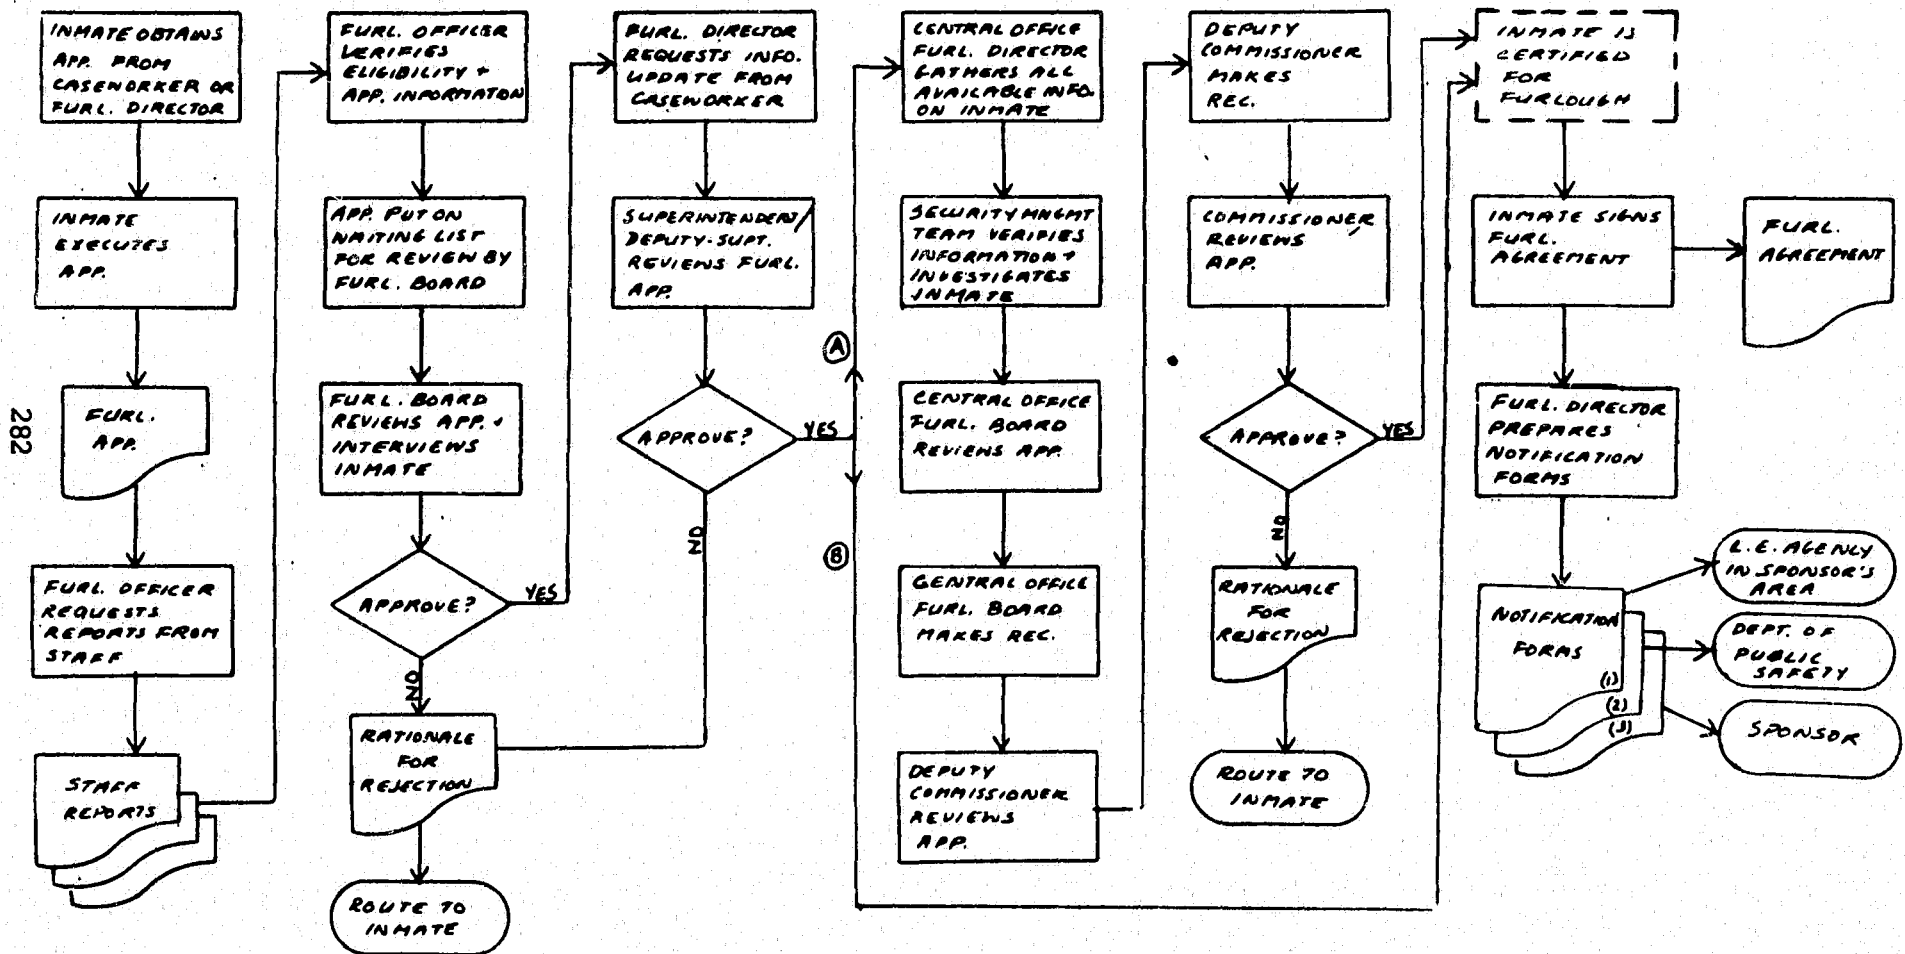 INMATE OBTAINS
APP. FROM
CASEWORKER OR
FURL. DIRECTOR
INMATE
EXECUTES
APP.
FURL.
APP.
FURL. OFFICER
REQUESTS
REPORTS FROM
STAFF
STAFF
REPORTS
FURL. OFFICER
VERIFIES
ELIGIBILITY +
APP. INFORMATION
APP. PUT ON
WAITING LIST
FOR REVIEW BY
FURL. BOARD
FURL. BOARD
REVIEWS APP. +
INTERVIEWS
INMATE
APPROVE?
YES
NO
RATIONALE
FOR
REJECTION
ROUTE TO
INMATE
FURL. DIRECTOR
REQUESTS INFO.
UPDATE FROM
CASEWORKER
SUPERINTENDENT/
DEPUTY-SUPT.
REVIEWS FURL.
APP.
APPROVE?
YES
NO
A
B
CENTRAL OFFICE
FURL. DIRECTOR
GATHERS ALL
AVAILABLE INFO.
ON INMATE
SECURITY MNGMT
TEAM VERIFIES
INFORMATION +
INVESTIGATES
INMATE
CENTRAL OFFICE
FURL. BOARD
REVIEWS APP.
CENTRAL OFFICE
FURL. BOARD
MAKES REC.
DEPUTY
COMMISSIONER
REVIEWS
APP.
DEPUTY
COMMISSIONER
MAKES
REC.
COMMISSIONER
REVIEWS
APP.
APPROVE?
YES
NO
RATIONALE
FOR
REJECTION
ROUTE TO
INMATE
INMATE IS
CERTIFIED
FOR
FURLOUGH
INMATE SIGNS
FURL.
AGREEMENT
FURL.
AGREEMENT
FURL. DIRECTOR
PREPARES
NOTIFICATION
FORMS
NOTIFICATION
FORMS
(1)
(2)
(3)
L.E. AGENCY
IN SPONSOR'S
AREA
DEPT. OF
PUBLIC
SAFETY
SPONSOR
282